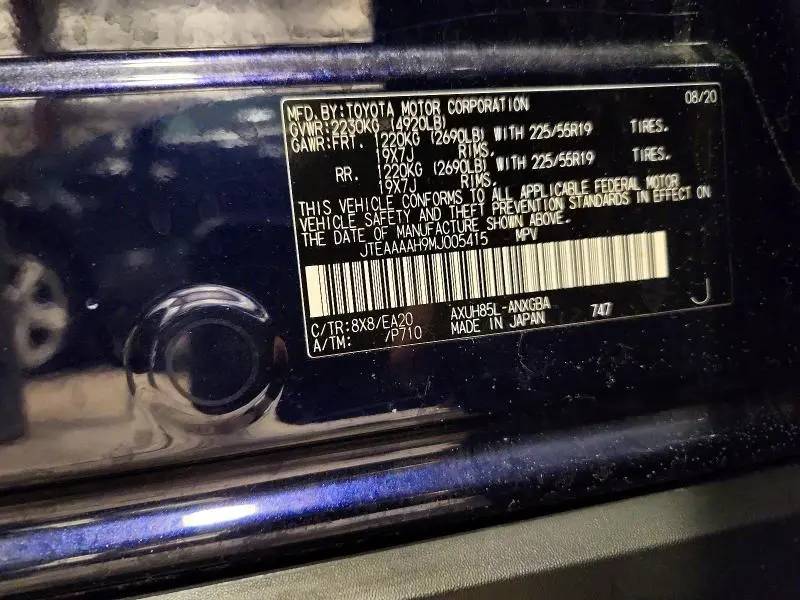 MFD.BY:TOYOTA MOTOR CORPORATION 08/20
GVWR:2230KG (4920LB)
GAWR:FRT. 1220KG (2690LB) WITH 225/55R19 TIRES.
19X7J RIMS,
RR. 1220KG (2690LB) WITH 225/55R19 TIRES.
19X7J RIMS,
THIS VEHICLE CONFORMS TO ALL APPLICABLE FEDERAL MOTOR
VEHICLE SAFETY AND THEFT PREVENTION STANDARDS IN EFFECT ON
THE DATE OF MANUFACTURE SHOWN ABOVE.
JTEAAAAH9MJ005415 MPV
C/TR:8X8/EA20 AXUH85L-ANXGBA 747 J
A/TM: /P710 MADE IN JAPAN